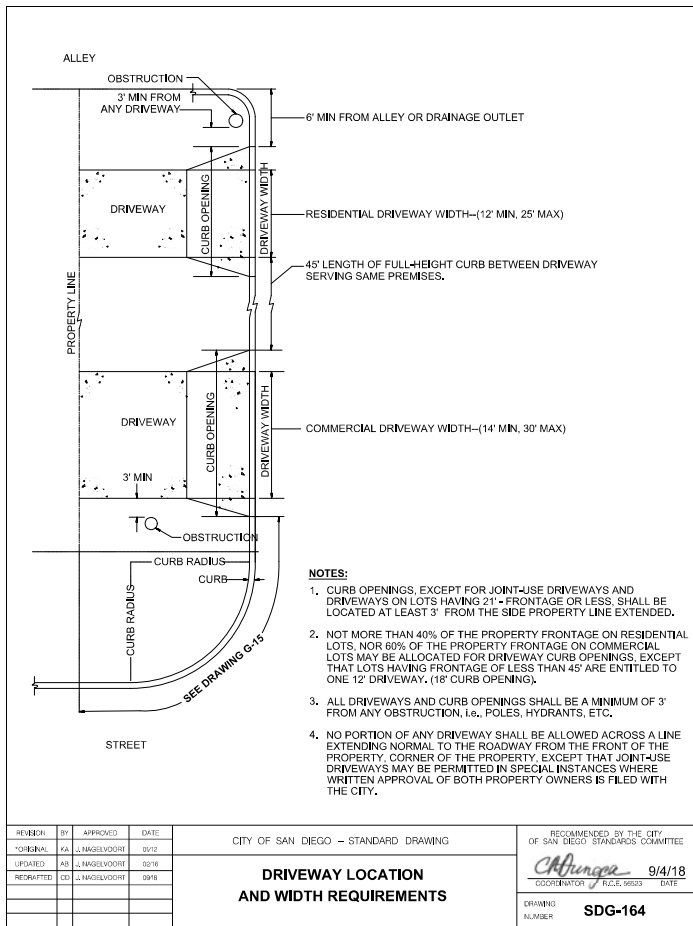 ALLEY
OBSTRUCTION
3' MIN FROM
ANY DRIVEWAY
6' MIN FROM ALLEY OR DRAINAGE OUTLET
DRIVEWAY
CURB OPENING
DRIVEWAY WIDTH
RESIDENTIAL DRIVEWAY WIDTH--(12' MIN, 25' MAX)
45' LENGTH OF FULL-HEIGHT CURB BETWEEN DRIVEWAY
SERVING SAME PREMISES.
PROPERTY LINE
DRIVEWAY
CURB OPENING
DRIVEWAY WIDTH
COMMERCIAL DRIVEWAY WIDTH--(14' MIN, 30' MAX)
3' MIN
OBSTRUCTION
CURB RADIUS
CURB
CURB RADIUS
SEE DRAWING G-15
STREET
NOTES:
1. CURB OPENINGS, EXCEPT FOR JOINT-USE DRIVEWAYS AND
DRIVEWAYS ON LOTS HAVING 21' - FRONTAGE OR LESS, SHALL BE
LOCATED AT LEAST 3' FROM THE SIDE PROPERTY LINE EXTENDED.
2. NOT MORE THAN 40% OF THE PROPERTY FRONTAGE ON RESIDENTIAL
LOTS, NOR 60% OF THE PROPERTY FRONTAGE ON COMMERCIAL
LOTS MAY BE ALLOCATED FOR DRIVEWAY CURB OPENINGS, EXCEPT
THAT LOTS HAVING FRONTAGE OF LESS THAN 45' ARE ENTITLED TO
ONE 12' DRIVEWAY. (18' CURB OPENING).
3. ALL DRIVEWAYS AND CURB OPENINGS SHALL BE A MINIMUM OF 3'
FROM ANY OBSTRUCTION, i.e., POLES, HYDRANTS, ETC.
4. NO PORTION OF ANY DRIVEWAY SHALL BE ALLOWED ACROSS A LINE
EXTENDING NORMAL TO THE ROADWAY FROM THE FRONT OF THE
PROPERTY, CORNER OF THE PROPERTY, EXCEPT THAT JOINT-USE
DRIVEWAYS MAY BE PERMITTED IN SPECIAL INSTANCES WHERE
WRITTEN APPROVAL OF BOTH PROPERTY OWNERS IS FILED WITH
THE CITY.
REVISION BY APPROVED DATE
*ORIGINAL KA J. NAGELVOORT 01/12
UPDATED AB J. NAGELVOORT 02/16
REDRAFTED CD J. NAGELVOORT 09/18
CITY OF SAN DIEGO – STANDARD DRAWING
DRIVEWAY LOCATION
AND WIDTH REQUIREMENTS
RECOMMENDED BY THE CITY
OF SAN DIEGO STANDARDS COMMITTEE
9/4/18
COORDINATOR R.C.E. 56523 DATE
DRAWING
NUMBER SDG-164